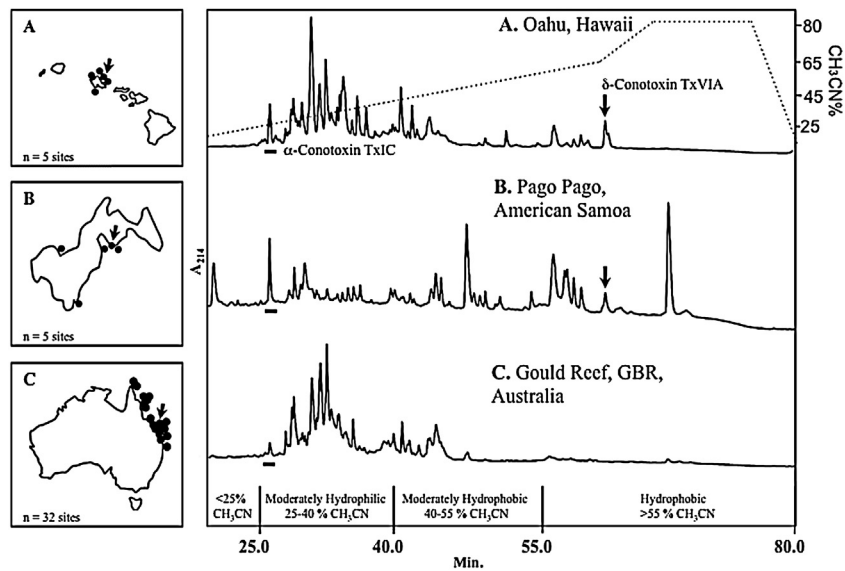 A
n = 5 sites
B
n = 5 sites
C
n = 32 sites
A. Oahu, Hawaii
δ-Conotoxin TxVIA
α-Conotoxin TxIC
B. Pago Pago,
American Samoa
C. Gould Reef, GBR,
Australia
A214
80
65
45
25
CH3CN%
<25%
CH3CN
Moderately Hydrophilic
25-40 % CH3CN
Moderately Hydrophobic
40-55 % CH3CN
Hydrophobic
>55 % CH3CN
25.0 40.0 55.0 80.0
Min.